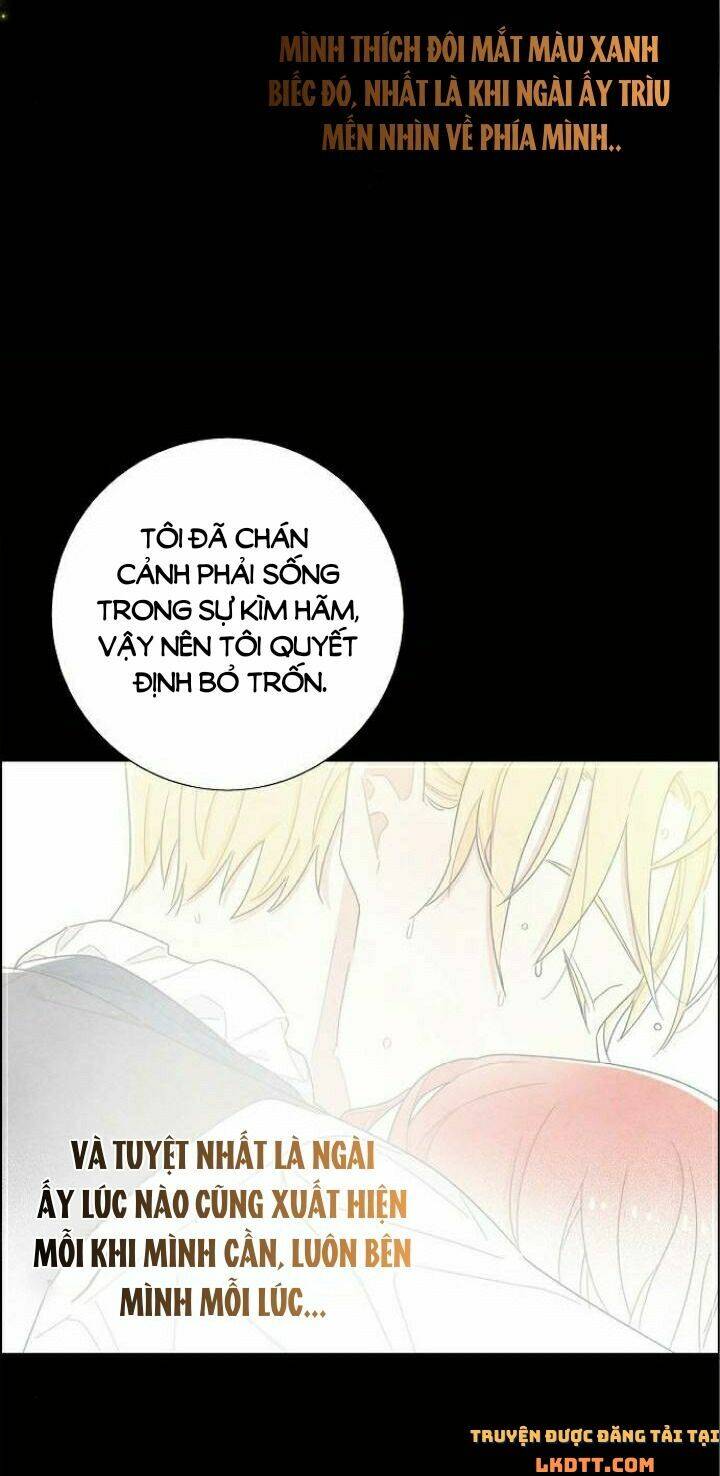 MÌNH THÍCH ĐÔI MẮT MÀU XANH
BIẾC ĐÓ, NHẤT LÀ KHI NGÀI ẤY TRÌU
MẾN NHÌN VỀ PHÍA MÌNH..
TÔI ĐÃ CHÁN
CẢNH PHẢI SỐNG
TRONG SỰ KÌM HÃM,
VẬY NÊN TÔI QUYẾT
ĐỊNH BỎ TRỐN.
VÀ TUYỆT NHẤT LÀ NGÀI
ẤY LÚC NÀO CŨNG XUẤT HIỆN
MỖI KHI MÌNH CẦN, LUÔN BÊN
MÌNH MỖI LÚC...
TRUYỆN ĐƯỢC ĐĂNG TẢI TẠI
LKDTT.COM